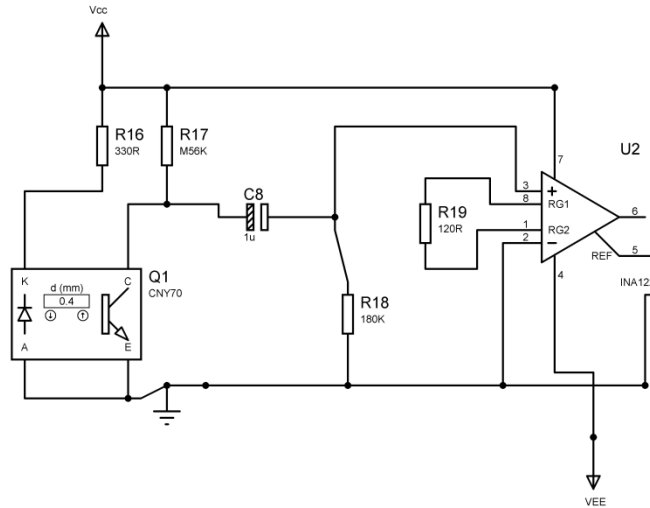 Vcc
R16
330R
R17
M56K
C8
1u
Q1
CNY70
K
C
d (mm)
0.4
A
E
R18
180K
R19
120R
U2
7
3
8
1
2
+
RG1
RG2
−
6
5
REF
4
INA12
VEE